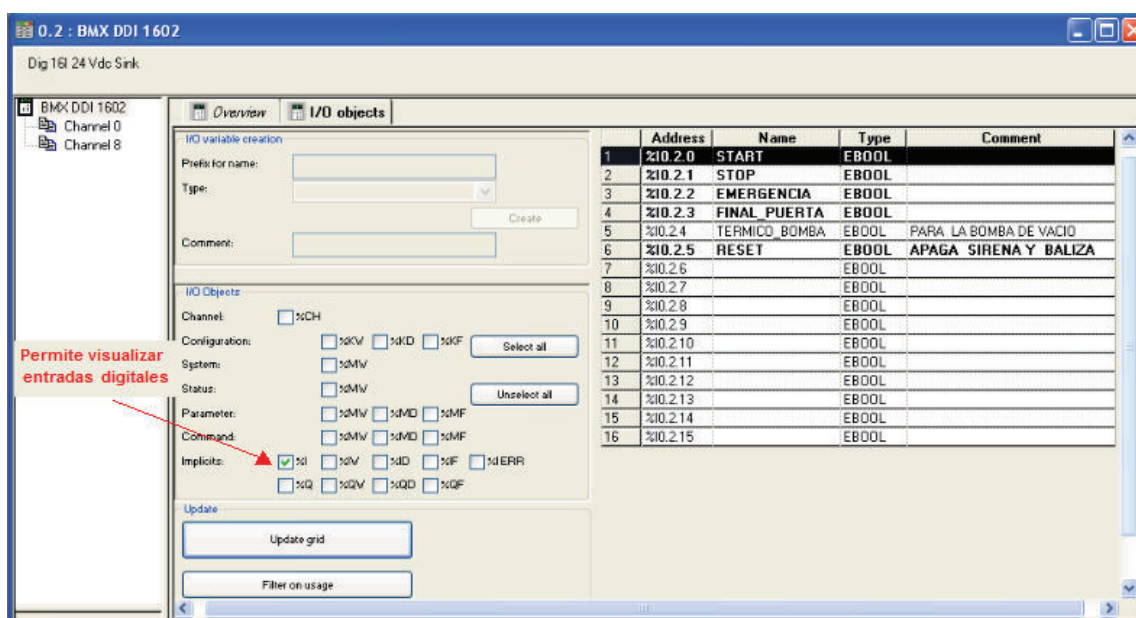 0.2 : BMX DDI 1602
Dig 16I 24 Vdc Sink
BMX DDI 1602
Channel 0
Channel 8
Overview
I/O objects
I/O variable creation
Prefix for name:
Type:
Create
Comment:
I/O Objects
Channel: %CH
Configuration: %KW %KD %KF Select all
System: %MW
Status: %MW Unselect all
Parameter: %MW %MD %MF
Command: %MW %MD %MF
Implicits: %I %IW %ID %IF %IERR
%Q %QW %QD %QF
Update
Update grid
Filter on usage
Permite visualizar
entradas digitales
Address Name Type Comment
1 %I0.2.0 START EBOOL
2 %I0.2.1 STOP EBOOL
3 %I0.2.2 EMERGENCIA EBOOL
4 %I0.2.3 FINAL_PUERTA EBOOL
5 %I0.2.4 TERMICO_BOMBA EBOOL PARA LA BOMBA DE VACIO
6 %I0.2.5 RESET EBOOL APAGA SIRENA Y BALIZA
7 %I0.2.6 EBOOL
8 %I0.2.7 EBOOL
9 %I0.2.8 EBOOL
10 %I0.2.9 EBOOL
11 %I0.2.10 EBOOL
12 %I0.2.11 EBOOL
13 %I0.2.12 EBOOL
14 %I0.2.13 EBOOL
15 %I0.2.14 EBOOL
16 %I0.2.15 EBOOL